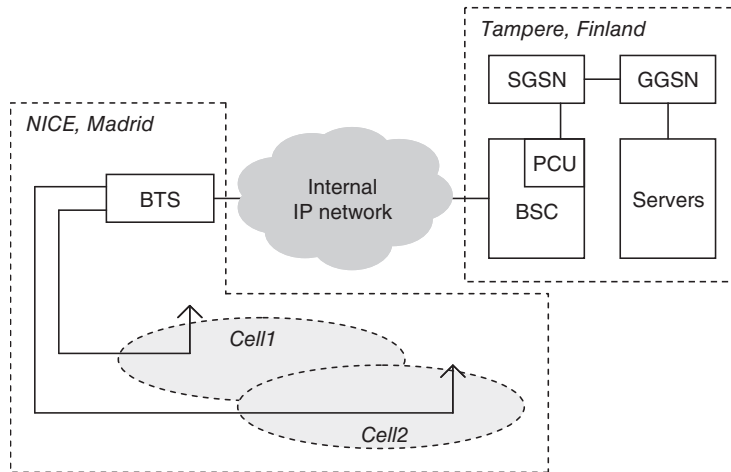 Tampere, Finland
SGSN
GGSN
NICE, Madrid
PCU
BTS
Internal
IP network
BSC
Servers
Cell1
Cell2